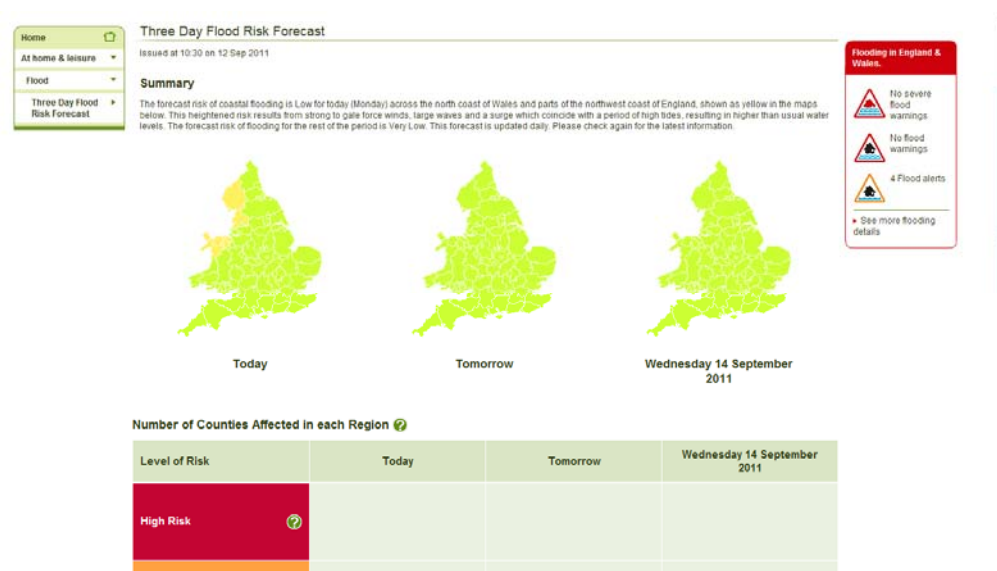 Home
At home & leisure
Flood
Three Day Flood
Risk Forecast
Three Day Flood Risk Forecast
Issued at 10:30 on 12 Sep 2011
Summary
The forecast risk of coastal flooding is Low for today (Monday) across the north coast of Wales and parts of the northwest coast of England, shown as yellow in the maps
below. This heightened risk results from strong to gale force winds, large waves and a surge which coincide with a period of high tides, resulting in higher than usual water
levels. The forecast risk of flooding for the rest of the period is Very Low. This forecast is updated daily. Please check again for the latest information.
Flooding in England &
Wales.
No severe
flood
warnings
No flood
warnings
4 Flood alerts
See more flooding
details
Today
Tomorrow
Wednesday 14 September
2011
Number of Counties Affected in each Region ?
Level of Risk
Today
Tomorrow
Wednesday 14 September
2011
High Risk ?